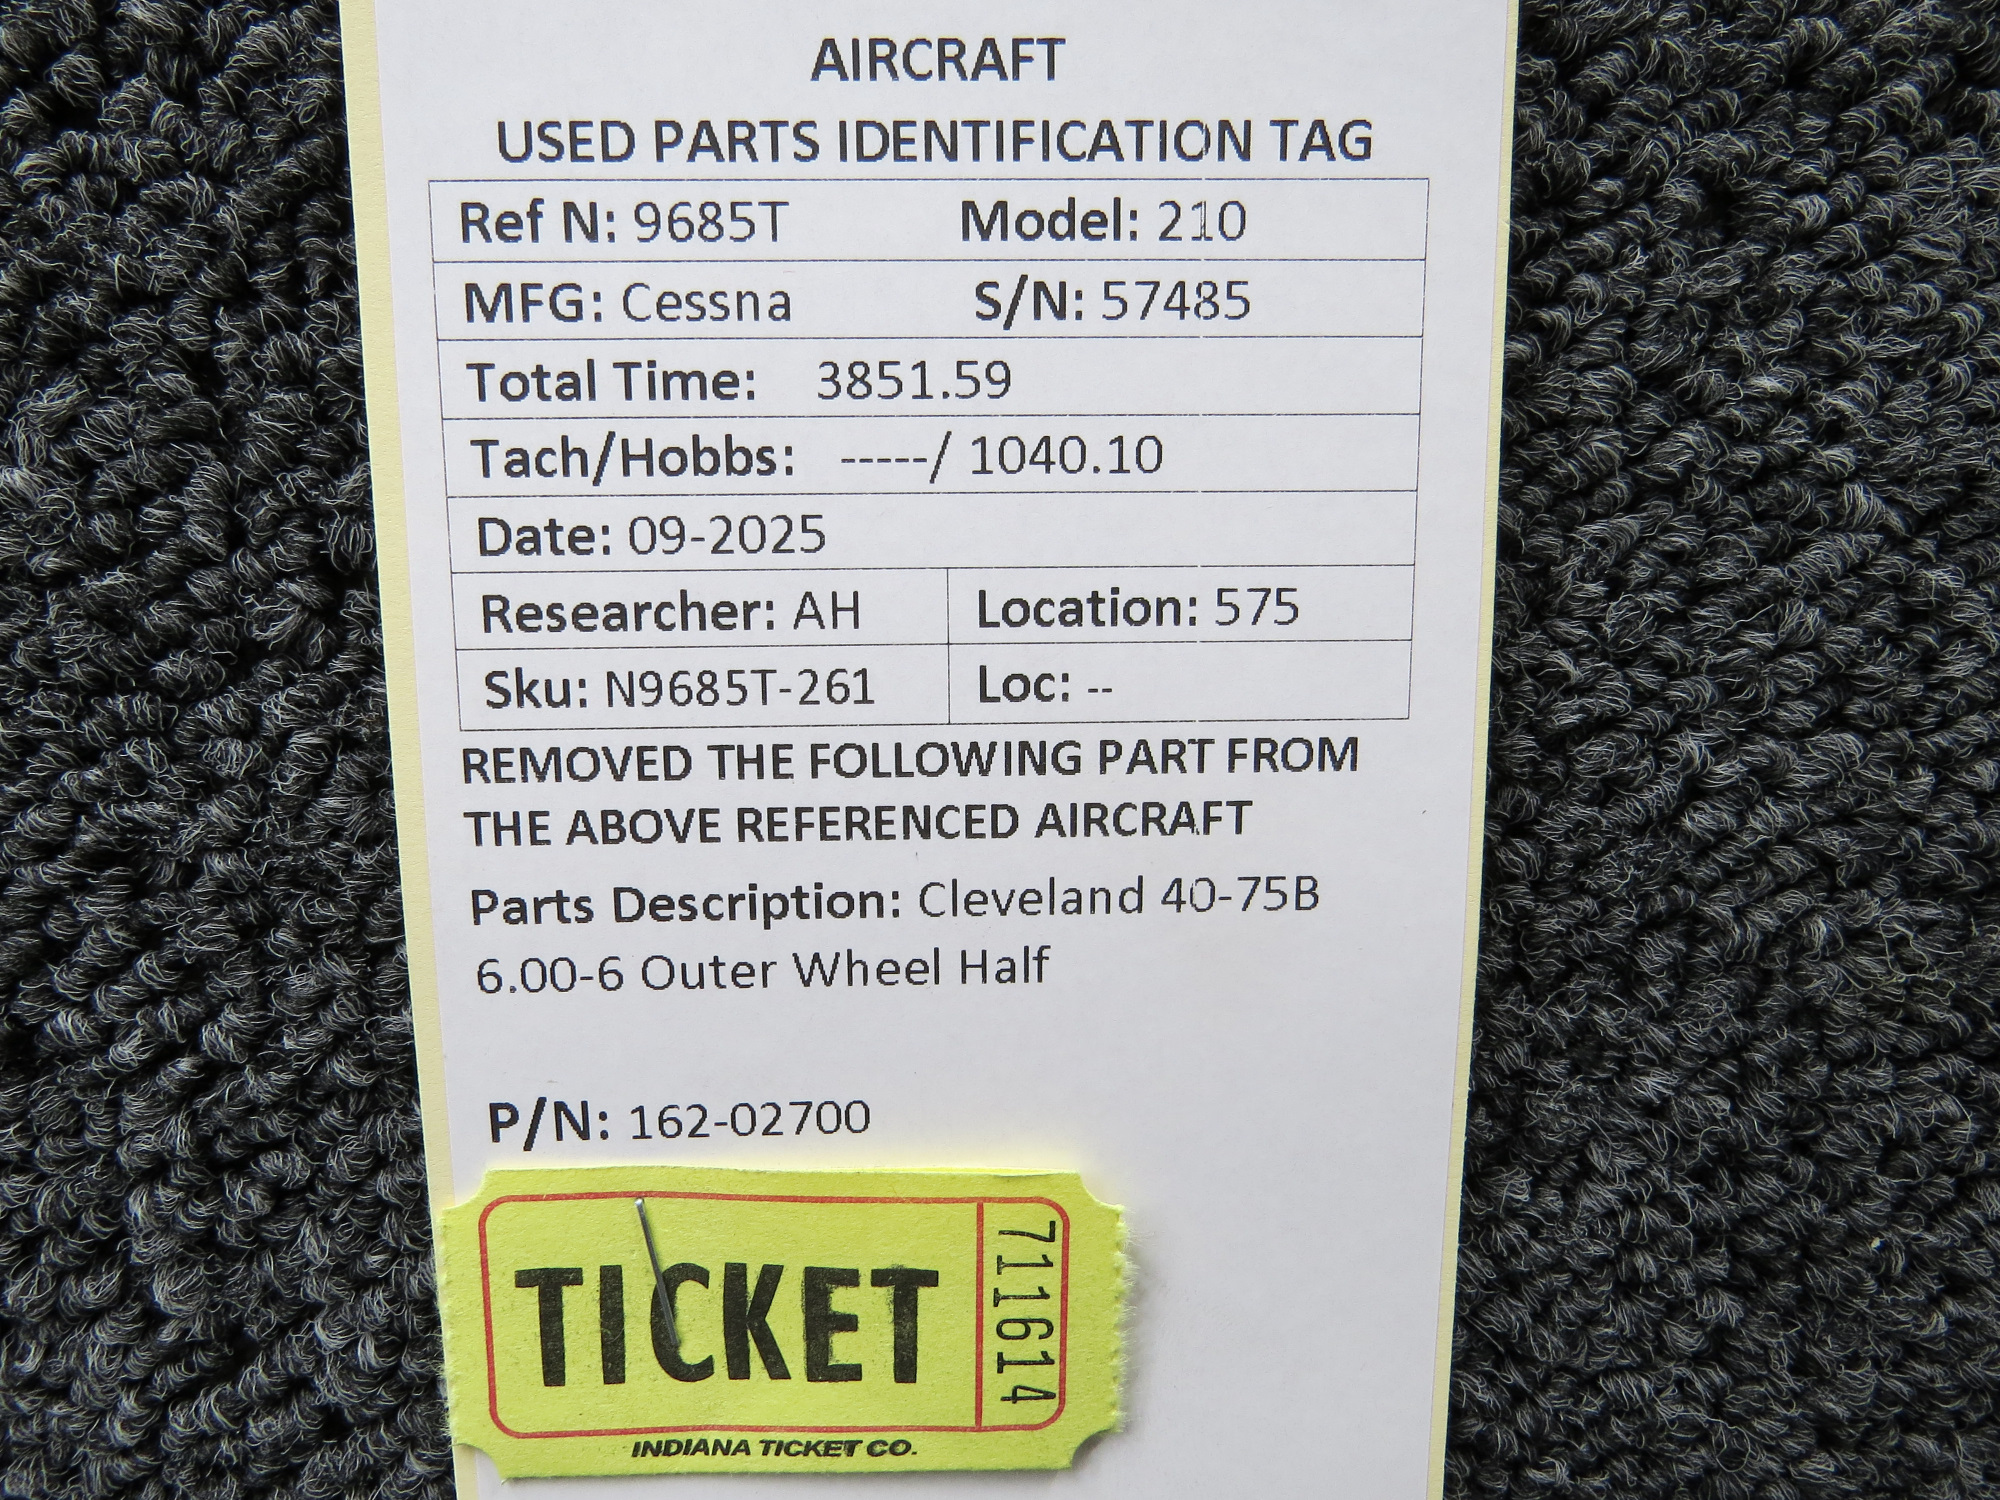 AIRCRAFT
USED PARTS IDENTIFICATION TAG
Ref N: 9685T Model: 210
MFG: Cessna S/N: 57485
Total Time: 3851.59
Tach/Hobbs: -----/ 1040.10
Date: 09-2025
Researcher: AH Location: 575
Sku: N9685T-261 Loc: --
REMOVED THE FOLLOWING PART FROM
THE ABOVE REFERENCED AIRCRAFT
Parts Description: Cleveland 40-75B
6.00-6 Outer Wheel Half
P/N: 162-02700
TICKET
711614
INDIANA TICKET CO.